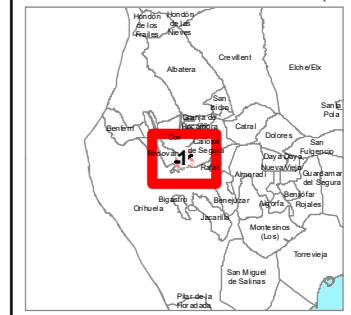 Hondón
de los
Frailes
Hondón
de las
Nieves
Crevillent
Albatera
Elche/Elx
San
Isidro
Santa
Pola
Granja de
Rocamora
Cox
Catral
Dolores
San
Fulgencio
Benferri
Callosa
de Segura
Redován
Rafal
Daya
Nueva
Daya
Vieja
Almoradí
Guardamar
del Segura
Bigastro
Benejúzar
Algorfa
Benijófar
Rojales
Orihuela
Jacarilla
Montesinos
(Los)
Torrevieja
San Miguel
de Salinas
Pilar de la
Horadada